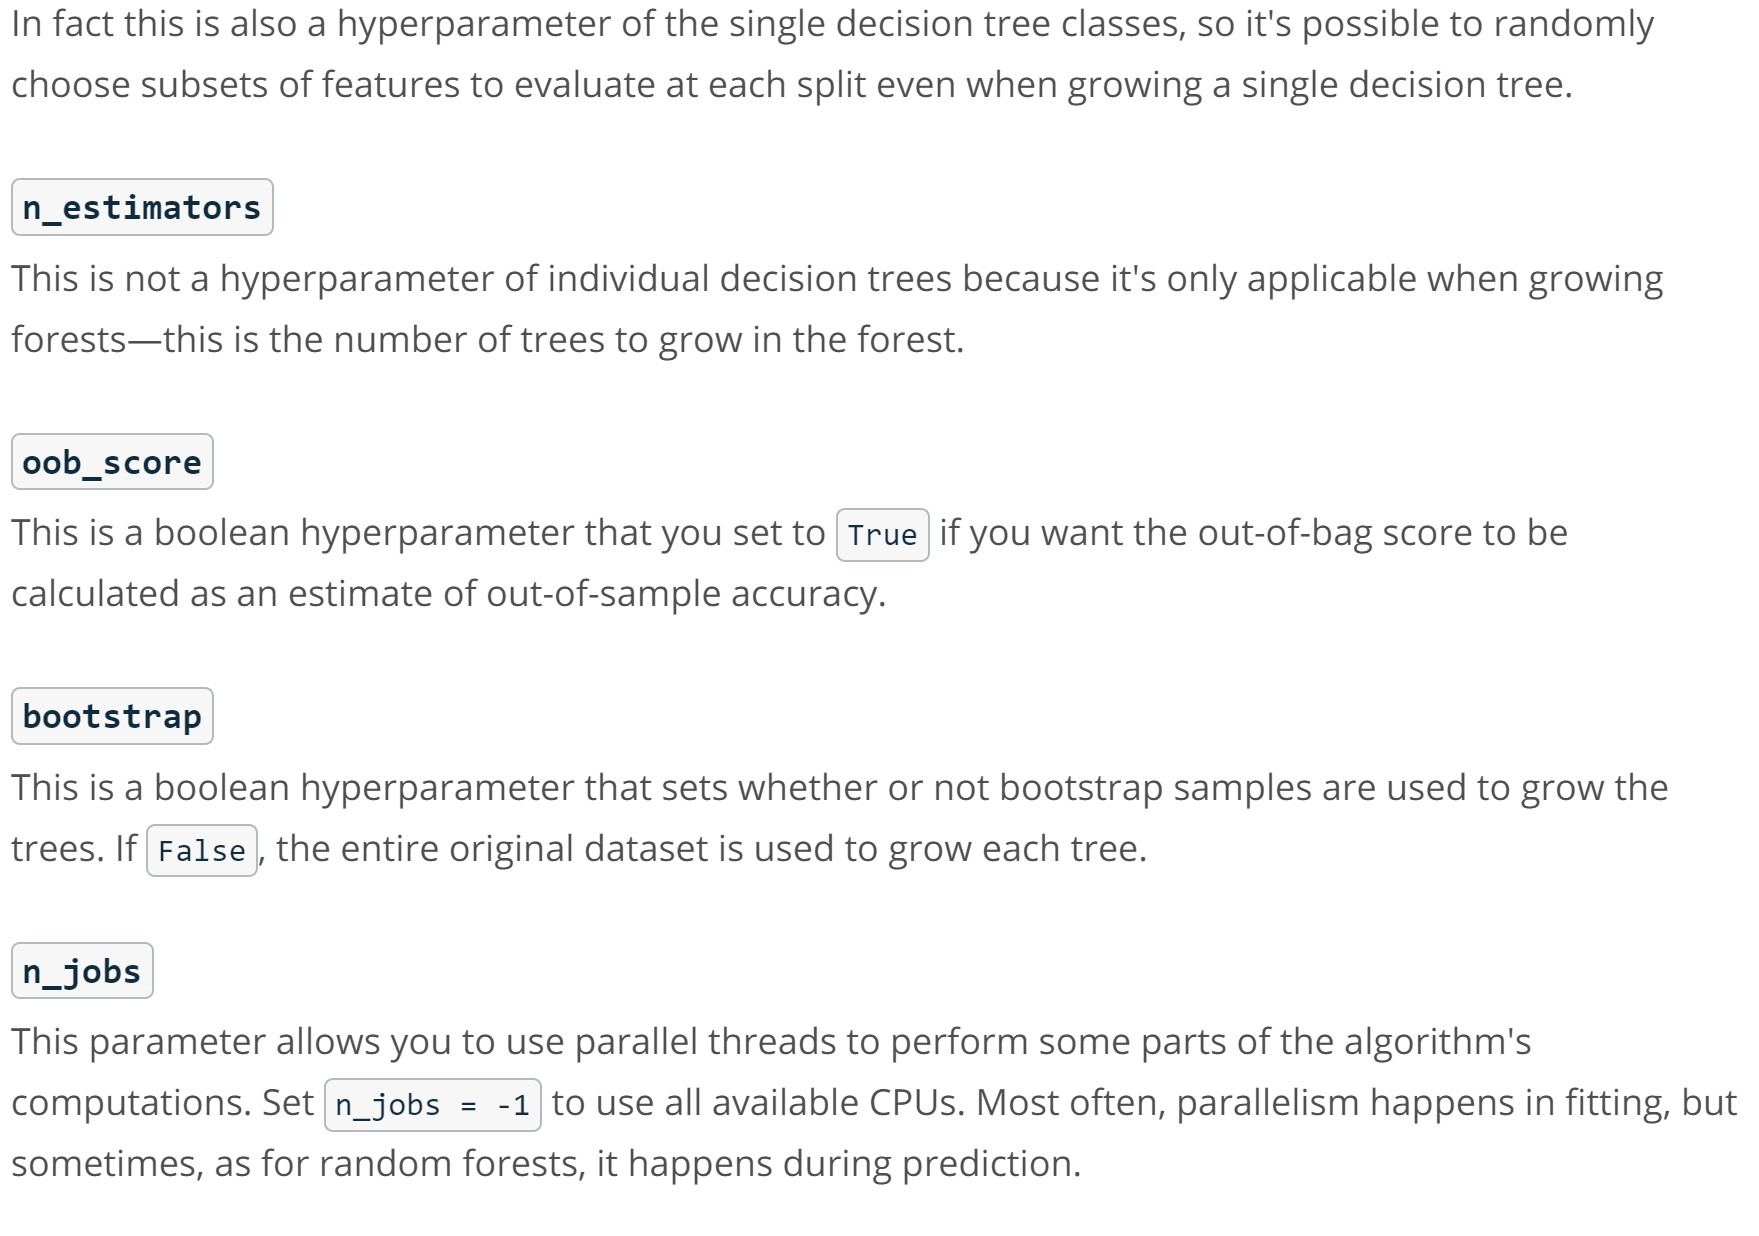 In fact this is also a hyperparameter of the single decision tree classes, so it's possible to randomly
choose subsets of features to evaluate at each split even when growing a single decision tree.
n_estimators
This is not a hyperparameter of individual decision trees because it's only applicable when growing
forests—this is the number of trees to grow in the forest.
oob_score
This is a boolean hyperparameter that you set to True if you want the out-of-bag score to be
calculated as an estimate of out-of-sample accuracy.
bootstrap
This is a boolean hyperparameter that sets whether or not bootstrap samples are used to grow the
trees. If False, the entire original dataset is used to grow each tree.
n_jobs
This parameter allows you to use parallel threads to perform some parts of the algorithm's
computations. Set n_jobs = -1 to use all available CPUs. Most often, parallelism happens in fitting, but
sometimes, as for random forests, it happens during prediction.